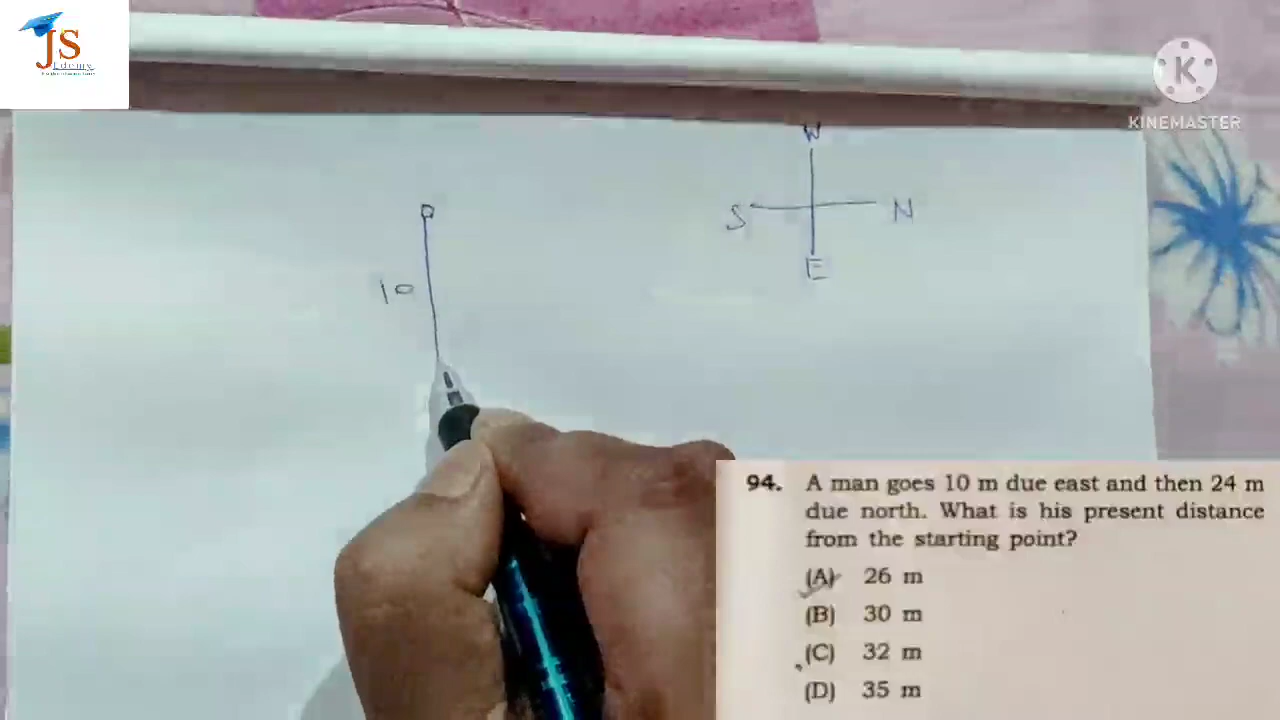 JS
KINEMASTER
W
S
N
E
10
94. A man goes 10 m due east and then 24 m
due north. What is his present distance
from the starting point?
(A) 26 m
(B) 30 m
(C) 32 m
(D) 35 m